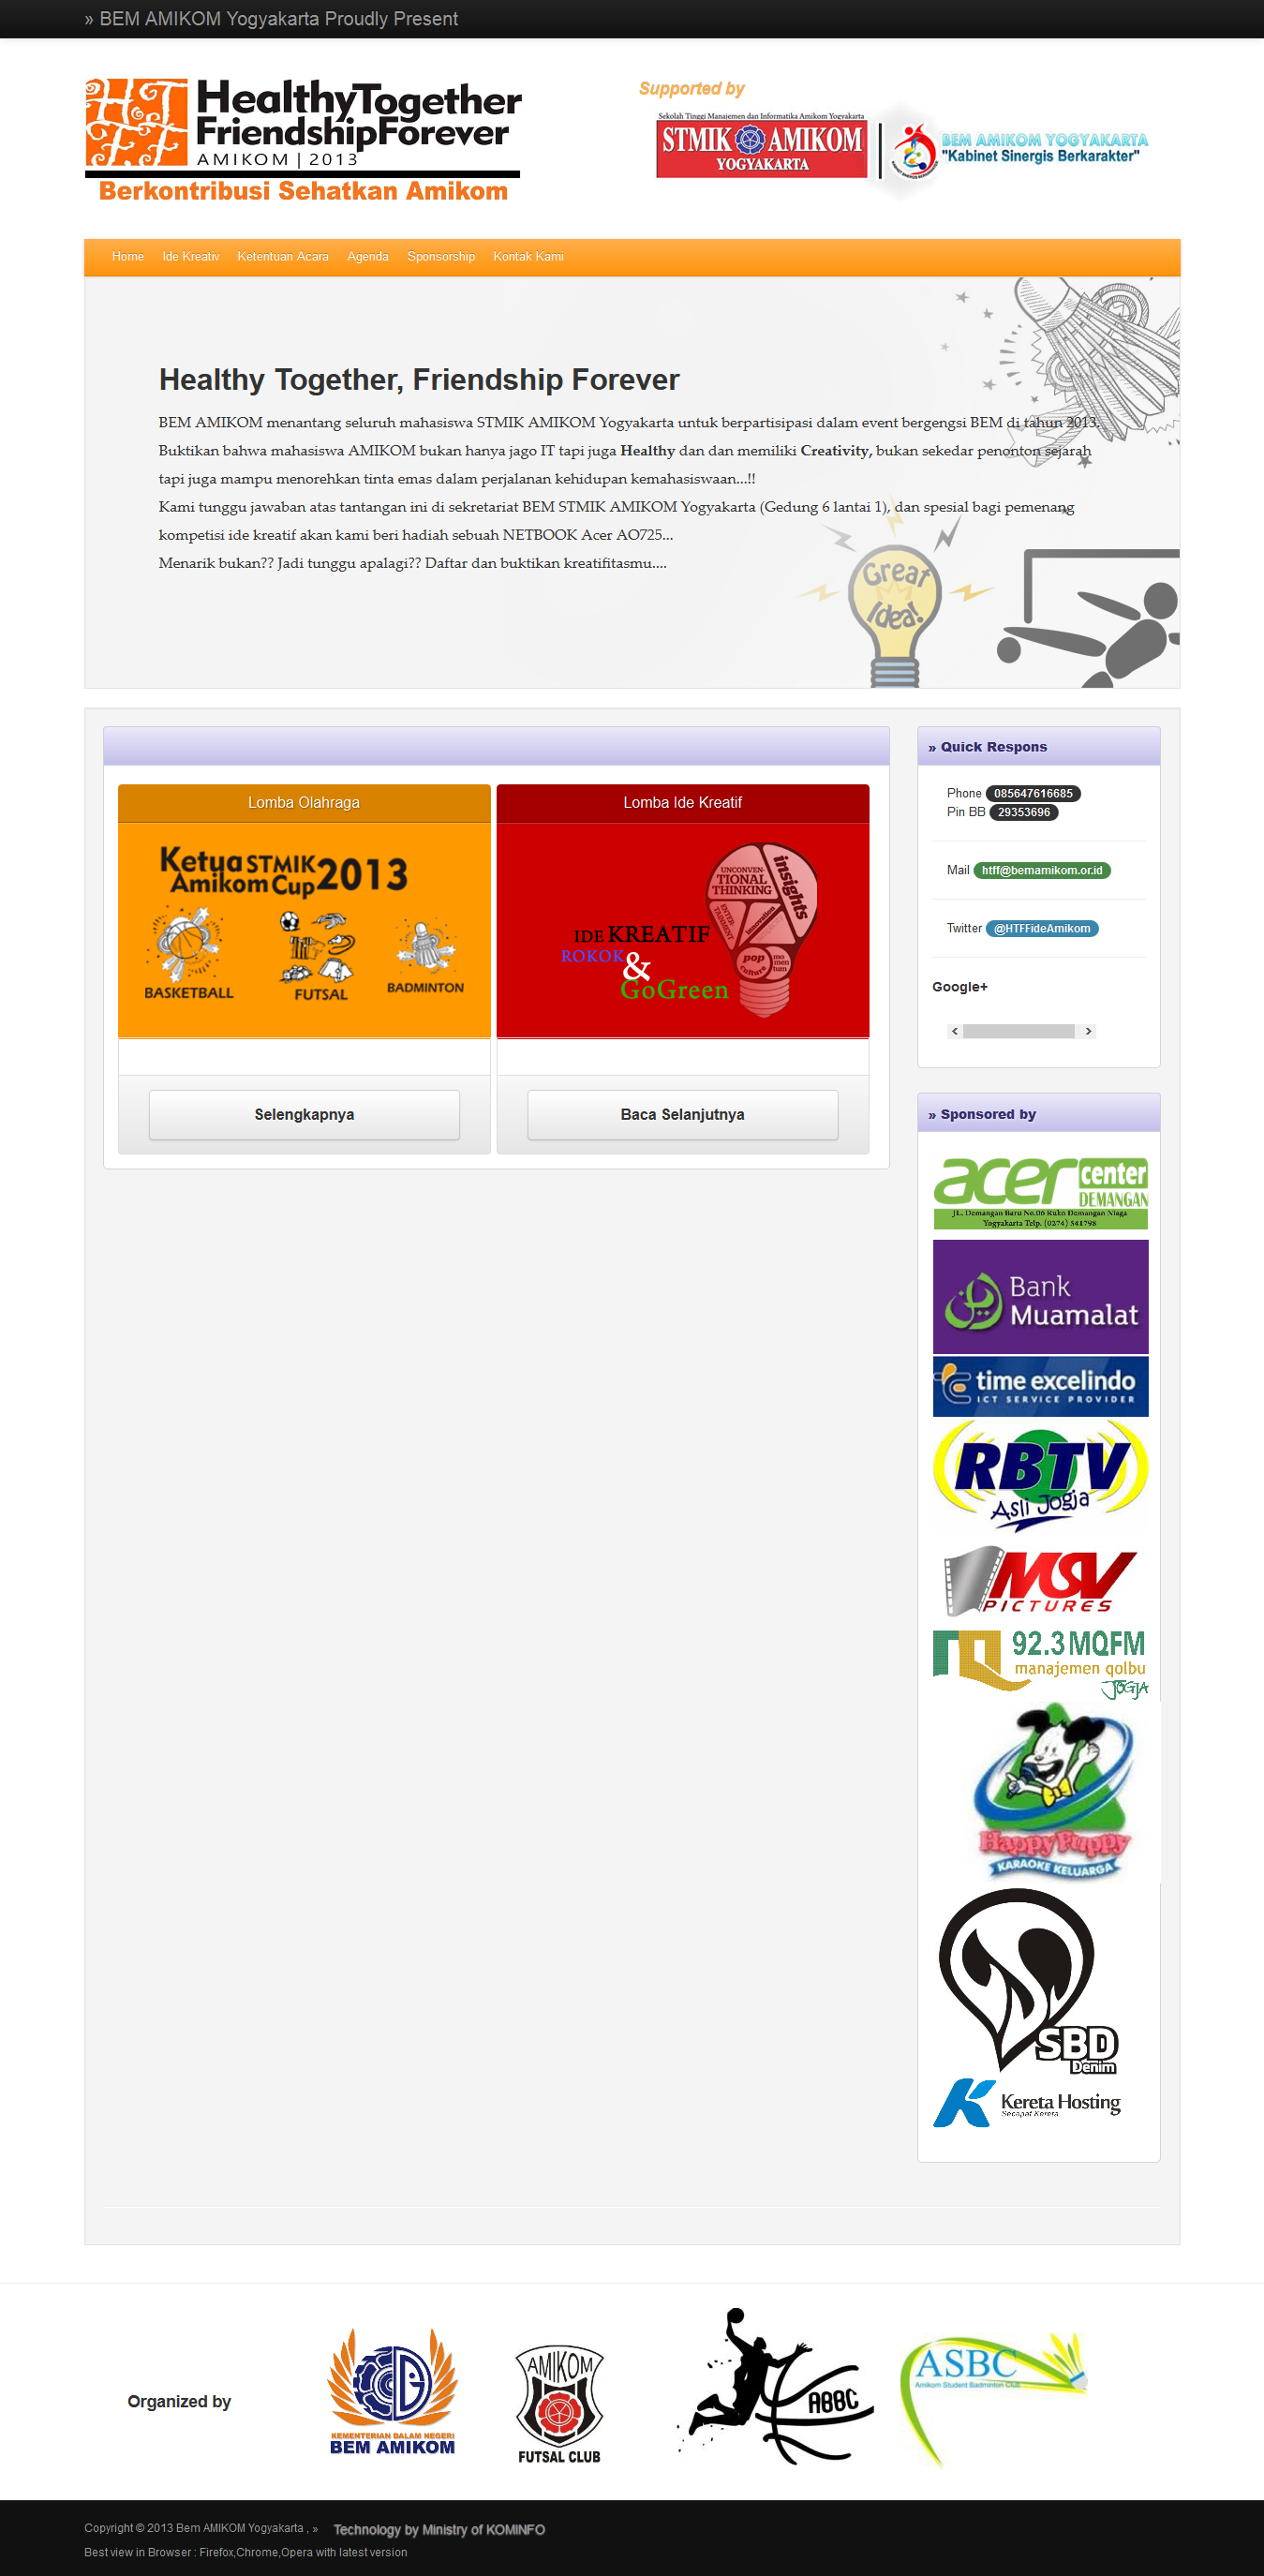 » BEM AMIKOM Yogyakarta Proudly Present
HealthyTogether
FriendshipForever
AMIKOM | 2013
Berkontribusi Sehatkan Amikom
Supported by
Sekolah Tinggi Manajemen dan Informatika Amikom Yogyakarta
STMIK AMIKOM
YOGYAKARTA
BEM AMIKOM YOGYAKARTA
"Kabinet Sinergis Berkarakter"
Home Ide Kreativ Ketentuan Acara Agenda Sponsorship Kontak Kami
Healthy Together, Friendship Forever
BEM AMIKOM menantang seluruh mahasiswa STMIK AMIKOM Yogyakarta untuk berpartisipasi dalam event bergengsi BEM di tahun 2013.
Buktikan bahwa mahasiswa AMIKOM bukan hanya jago IT tapi juga Healthy dan dan memiliki Creativity, bukan sekedar penonton sejarah
tapi juga mampu menorehkan tinta emas dalam perjalanan kehidupan kemahasiswaan...!!
Kami tunggu jawaban atas tantangan ini di sekretariat BEM STMIK AMIKOM Yogyakarta (Gedung 6 lantai 1), dan spesial bagi pemenang
kompetisi ide kreatif akan kami beri hadiah sebuah NETBOOK Acer AO725...
Menarik bukan?? Jadi tunggu apalagi?? Daftar dan buktikan kreatifitasmu....
Great
Idea!
Lomba Olahraga
Ketua STMIK
Amikom Cup 2013
BASKETBALL
FUTSAL
BADMINTON
Selengkapnya
Lomba Ide Kreatif
UNCONVEN-
TIONAL
THINKING
insights
ENTER-
TAINMENT
innovation
pop
culture
mo
men
tum
IDE KREATIF
ROKOK
&
GoGreen
Baca Selanjutnya
» Quick Respons
Phone 085647616685
Pin BB 29353696
Mail htff@bemamikom.or.id
Twitter @HTFFideAmikom
Google+
» Sponsored by
acer center
DEMANGAN
JL. Demangan Baru No.06 Ruko Demangan Niaga
Yogyakarta Telp. (0274) 541798
Bank
Muamalat
time excelindo
ICT SERVICE PROVIDER
RBTV
Asli Jogja
MSV
PICTURES
92.3 MQFM
manajemen qolbu
JOGJA
Happy Puppy
KARAOKE KELUARGA
SBD
Denim
Kereta Hosting
Secepat Kereta
Organized by
KEMENTERIAN DALAM NEGERI
BEM AMIKOM
AMIKOM
FUTSAL CLUB
ABBC
ASBC
Amikom Student Badminton Club
Copyright © 2013 Bem AMIKOM Yogyakarta , » Technology by Ministry of KOMINFO
Best view in Browser : Firefox,Chrome,Opera with latest version